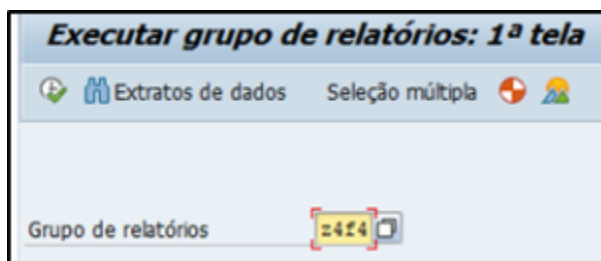 Executar grupo de relatórios: 1ª tela
Extratos de dados Seleção múltipla
Grupo de relatórios z4f4